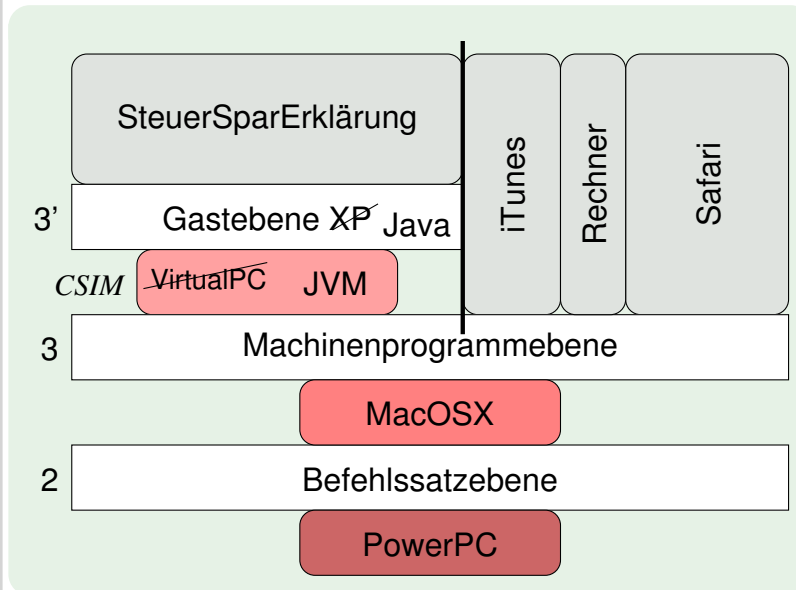 SteuerSparErklärung
iTunes
Rechner
Safari
3' Gastebene XP Java
CSIM VirtualPC JVM
3 Machinenprogrammebene
MacOSX
2 Befehlssatzebene
PowerPC